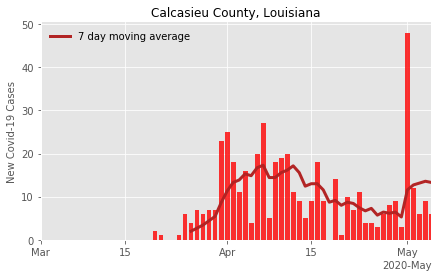 Calcasieu County, Louisiana
7 day moving average
New Covid-19 Cases
50
40
30
20
10
0
Mar 15 Apr 15 May
2020-May